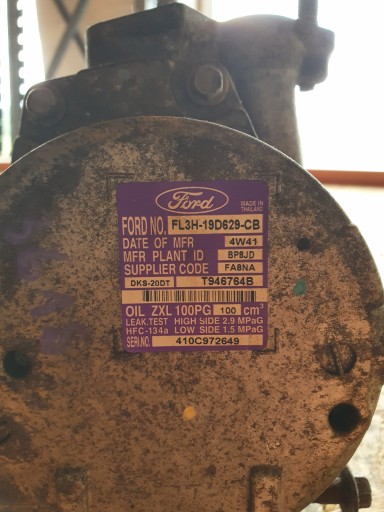 Ford
MADE IN
THAILAND
FORD NO. FL3H-19D629-CB
DATE OF MFR 4W41
MFR PLANT ID BP8JD
SUPPLIER CODE FA8NA
DKS-20DT T946764B
OIL ZXL 100PG 100 cm³
LEAK.TEST HIGH SIDE 2.9 MPaG
HFC-134a LOW SIDE 1.5 MPaG
SERI.NO. 410C972649